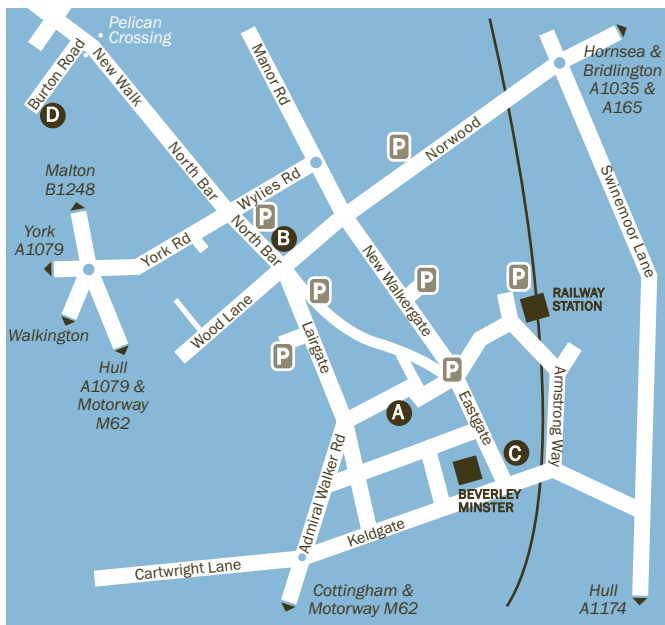 Pelican
Crossing
Burton Road
New Walk
D
Manor Rd
Hornsea &
Bridlington
A1035 &
A165
Malton
B1248
North Bar
Wylies Rd
P
Norwood
Swinemoor Lane
York
A1079
York Rd
P
North Bar
B
New Walkergate
Walkington
Hull
A1079 &
Motorway
M62
Wood Lane
P
Lairgate
P
P
P
RAILWAY
STATION
P
A
Eastgate
Armstrong Way
C
Admiral Walker Rd
BEVERLEY
MINSTER
Keldgate
Cartwright Lane
Cottingham &
Motorway M62
Hull
A1174